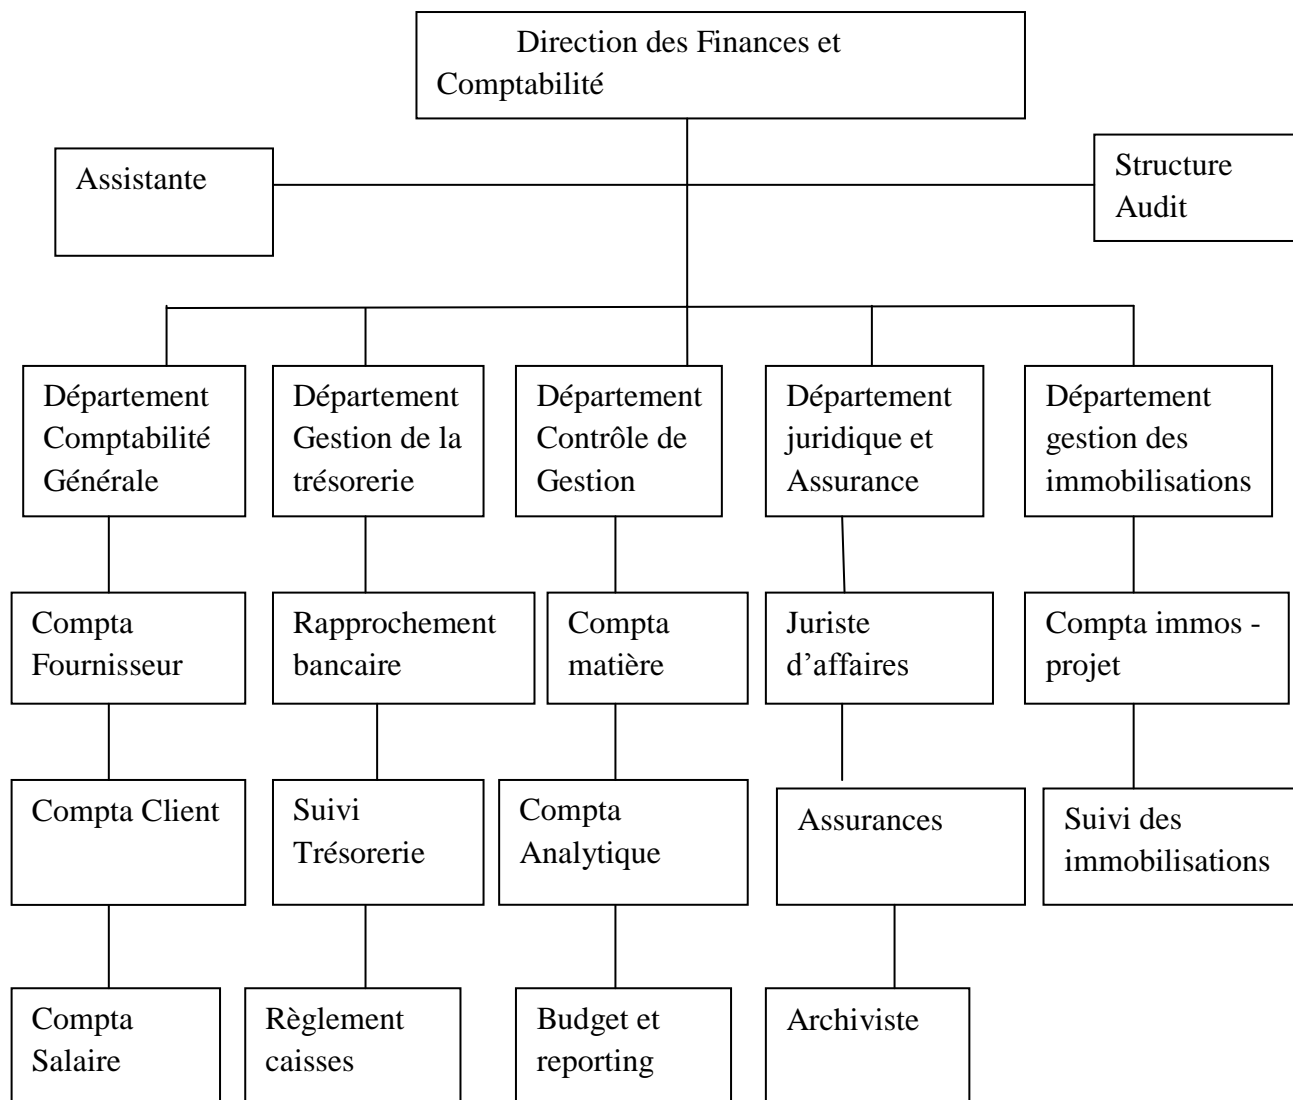 Direction des Finances et
Comptabilité
Assistante
Structure
Audit
Département
Comptabilité
Générale
Département
Gestion de la
trésorerie
Département
Contrôle de
Gestion
Département
juridique et
Assurance
Département
gestion des
immobilisations
Compta
Fournisseur
Rapprochement
bancaire
Compta
matière
Juriste
d’affaires
Compta immos -
projet
Compta Client
Suivi
Trésorerie
Compta
Analytique
Assurances
Suivi des
immobilisations
Compta
Salaire
Règlement
caisses
Budget et
reporting
Archiviste